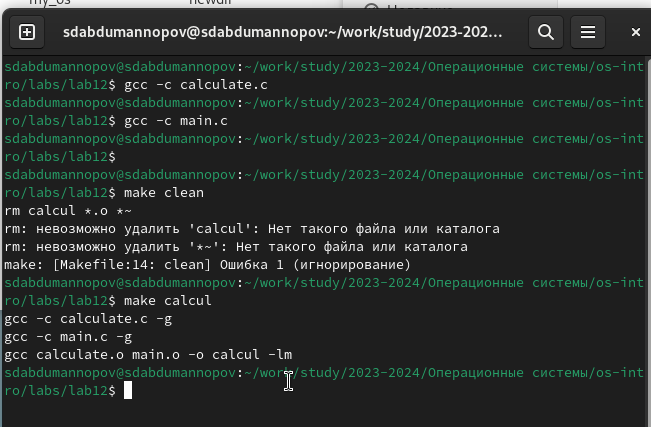 my_os newdir
sdabdumannopov@sdabdumannopov:~/work/study/2023-202...
sdabdumannopov@sdabdumannopov:~/work/study/2023-2024/Операционные системы/os-int
ro/labs/lab12$ gcc -c calculate.c
sdabdumannopov@sdabdumannopov:~/work/study/2023-2024/Операционные системы/os-int
ro/labs/lab12$ gcc -c main.c
sdabdumannopov@sdabdumannopov:~/work/study/2023-2024/Операционные системы/os-int
ro/labs/lab12$
sdabdumannopov@sdabdumannopov:~/work/study/2023-2024/Операционные системы/os-int
ro/labs/lab12$ make clean
rm calcul *.o *~
rm: невозможно удалить 'calcul': Нет такого файла или каталога
rm: невозможно удалить '*~': Нет такого файла или каталога
make: [Makefile:14: clean] Ошибка 1 (игнорирование)
sdabdumannopov@sdabdumannopov:~/work/study/2023-2024/Операционные системы/os-int
ro/labs/lab12$ make calcul
gcc -c calculate.c -g
gcc -c main.c -g
gcc calculate.o main.o -o calcul -lm
sdabdumannopov@sdabdumannopov:~/work/study/2023-2024/Операционные системы/os-int
ro/labs/lab12$